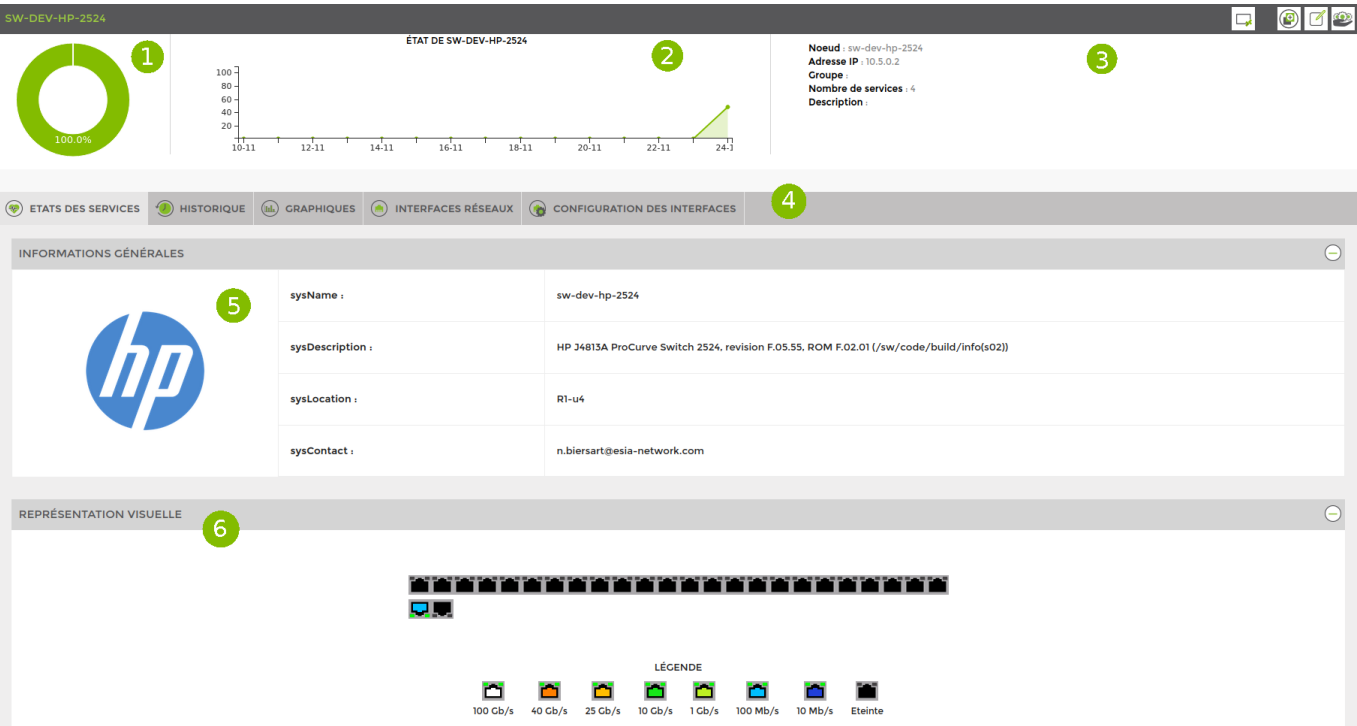 SW-DEV-HP-2524
1
100.0%
ÉTAT DE SW-DEV-HP-2524
2
100
80
60
40
20
10-11 12-11 14-11 16-11 18-11 20-11 22-11 24-1
Noeud : sw-dev-hp-2524
Adresse IP : 10.5.0.2
Groupe :
Nombre de services : 4
Description :
3
ETATS DES SERVICES HISTORIQUE GRAPHIQUES INTERFACES RÉSEAUX CONFIGURATION DES INTERFACES
4
INFORMATIONS GÉNÉRALES
hp
5
sysName : sw-dev-hp-2524
sysDescription : HP J4813A ProCurve Switch 2524, revision F.05.55, ROM F.02.01 (/sw/code/build/info(s02))
sysLocation : R1-u4
sysContact : n.biersart@esia-network.com
REPRÉSENTATION VISUELLE
6
LÉGENDE
100 Gb/s 40 Gb/s 25 Gb/s 10 Gb/s 1 Gb/s 100 Mb/s 10 Mb/s Eteinte